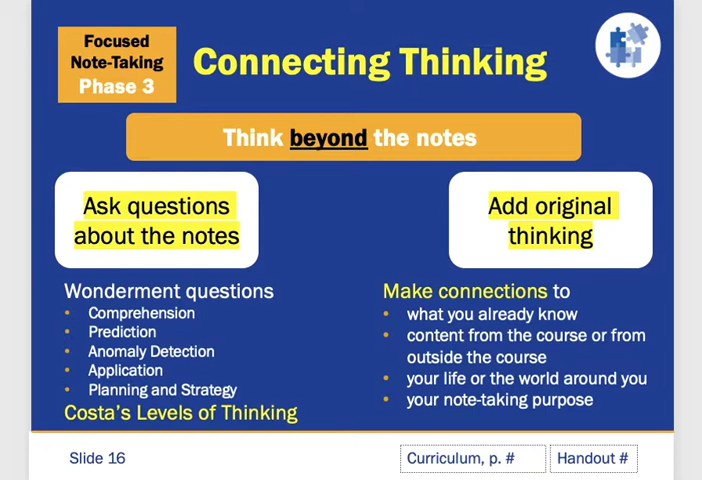 Focused
Note-Taking
Phase 3
Connecting Thinking
Think beyond the notes
Ask questions
about the notes
Add original
thinking
Wonderment questions
• Comprehension
• Prediction
• Anomaly Detection
• Application
• Planning and Strategy
Costa's Levels of Thinking
Make connections to
• what you already know
• content from the course or from
outside the course
• your life or the world around you
• your note-taking purpose
Slide 16
Curriculum, p. #
Handout #